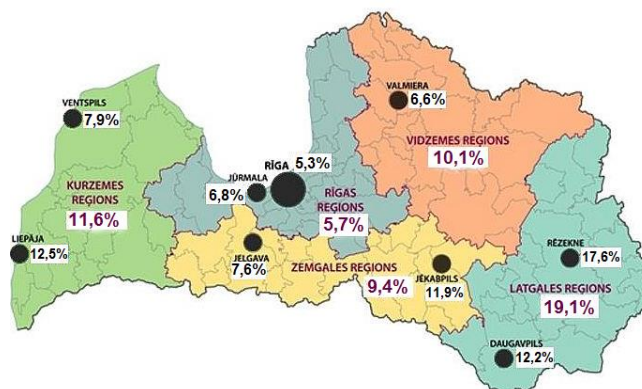 VENTSPILS
7,9%
VALMIERA
6,6%
VIDZEMES REGIONS
10,1%
RĪGA
5,3%
JŪRMALA
6,8%
KURZEMES
REGIONS
11,6%
RĪGAS
REGIONS
5,7%
LIEPĀJA
12,5%
JELGAVA
7,6%
ZEMGALES REĢIONS
9,4%
JĒKABPILS
11,9%
RĒZEKNE
17,6%
LATGALES REGIONS
19,1%
DAUGAVPILS
12,2%